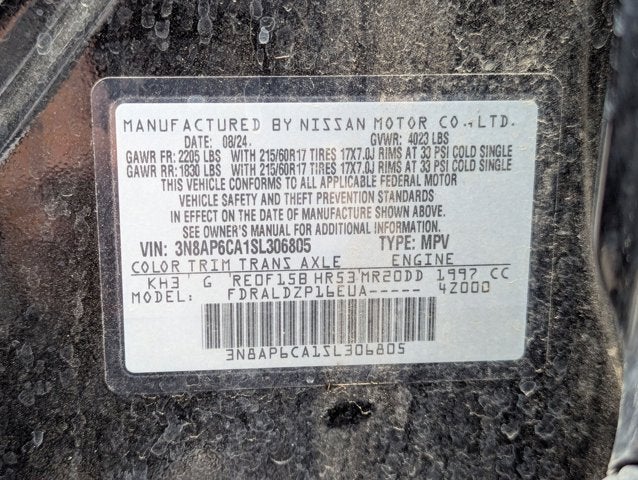 MANUFACTURED BY NISSAN MOTOR CO., LTD.
DATE: 08/24. GVWR: 4023 LBS
GAWR FR: 2205 LBS WITH 215/60R17 TIRES 17X7.0J RIMS AT 33 PSI COLD SINGLE
GAWR RR: 1830 LBS WITH 215/60R17 TIRES 17X7.0J RIMS AT 33 PSI COLD SINGLE
THIS VEHICLE CONFORMS TO ALL APPLICABLE FEDERAL MOTOR
VEHICLE SAFETY AND THEFT PREVENTION STANDARDS
IN EFFECT ON THE DATE OF MANUFACTURE SHOWN ABOVE.
SEE OWNER'S MANUAL FOR ADDITIONAL INFORMATION.
VIN: 3N8AP6CA1SL306805 TYPE: MPV
COLOR TRIM TRANS AXLE ENGINE
KH3 G RE0F15B HR53 MR20DD 1997 CC
MODEL: FDRALDZP16EUA----- 42000
3N8AP6CA1SL306805